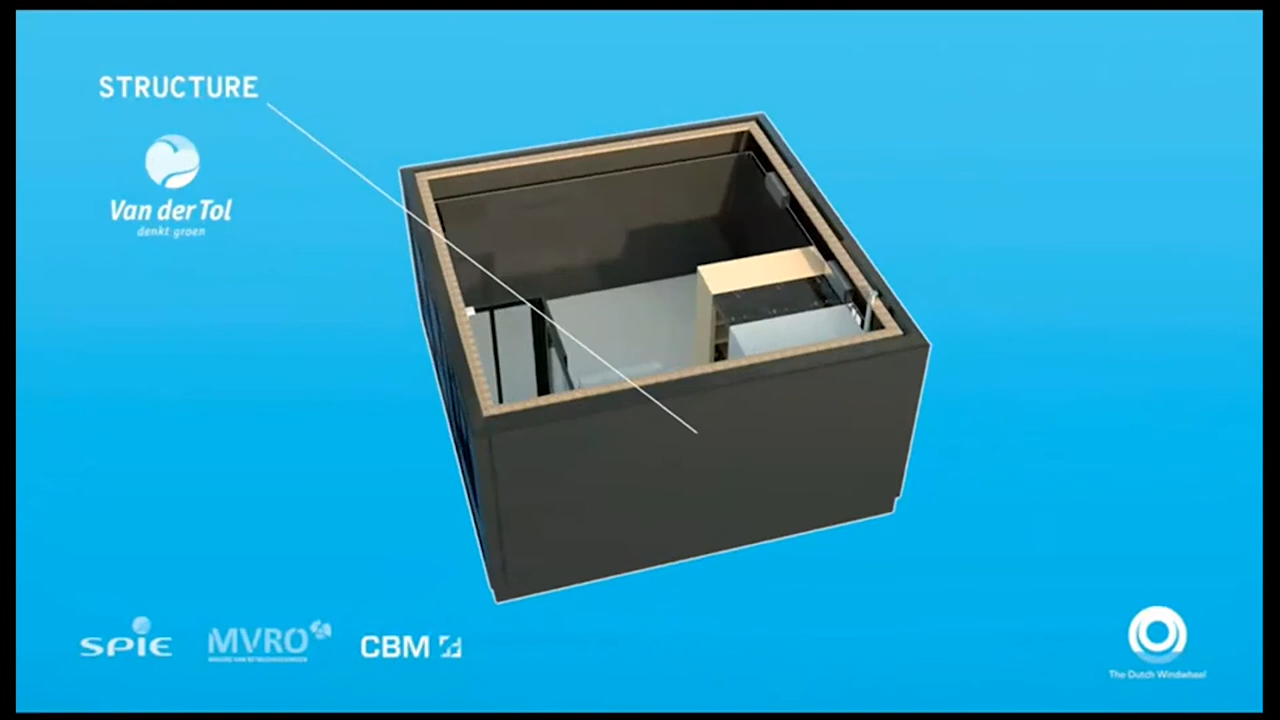 STRUCTURE
Van der Tol
denkt groen
SPIE
MVRO
CBM
The Dutch Windwheel